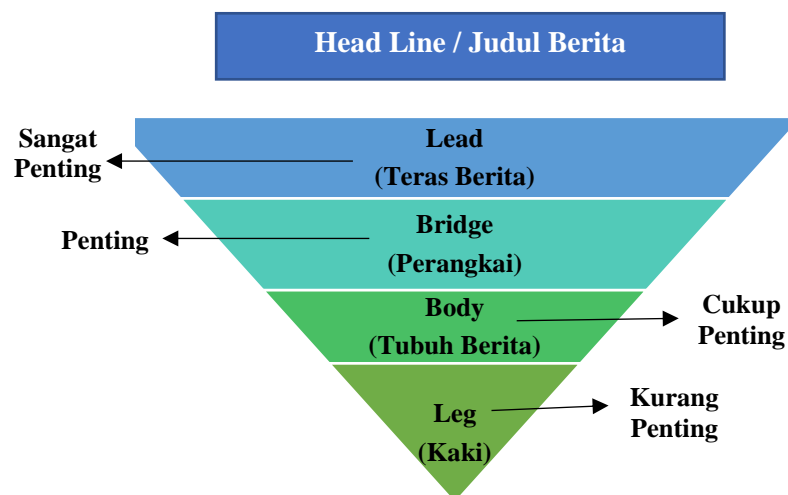 Head Line / Judul Berita
Sangat
Penting
Lead
(Teras Berita)
Penting
Bridge
(Perangkai)
Body
(Tubuh Berita)
Cukup
Penting
Leg
(Kaki)
Kurang
Penting